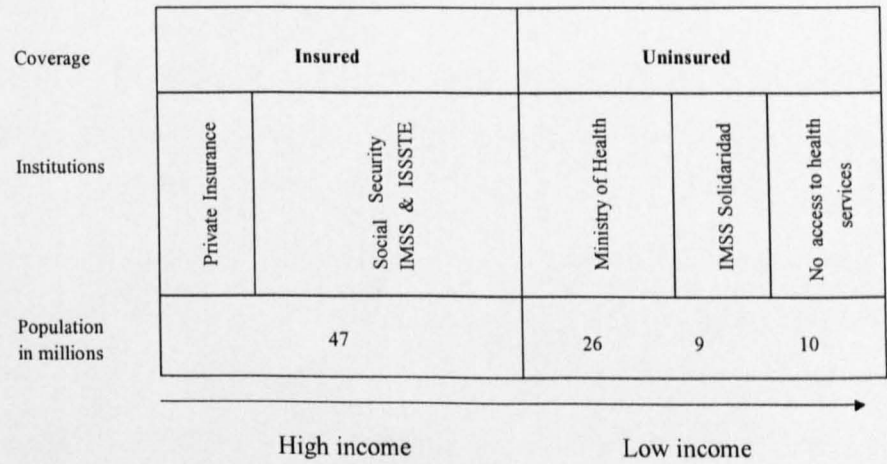 Coverage
Insured
Uninsured
Institutions
Private Insurance
Social Security
IMSS & ISSSTE
Ministry of Health
IMSS Solidaridad
No access to health
services
Population
in millions
47
26
9
10
High income
Low income